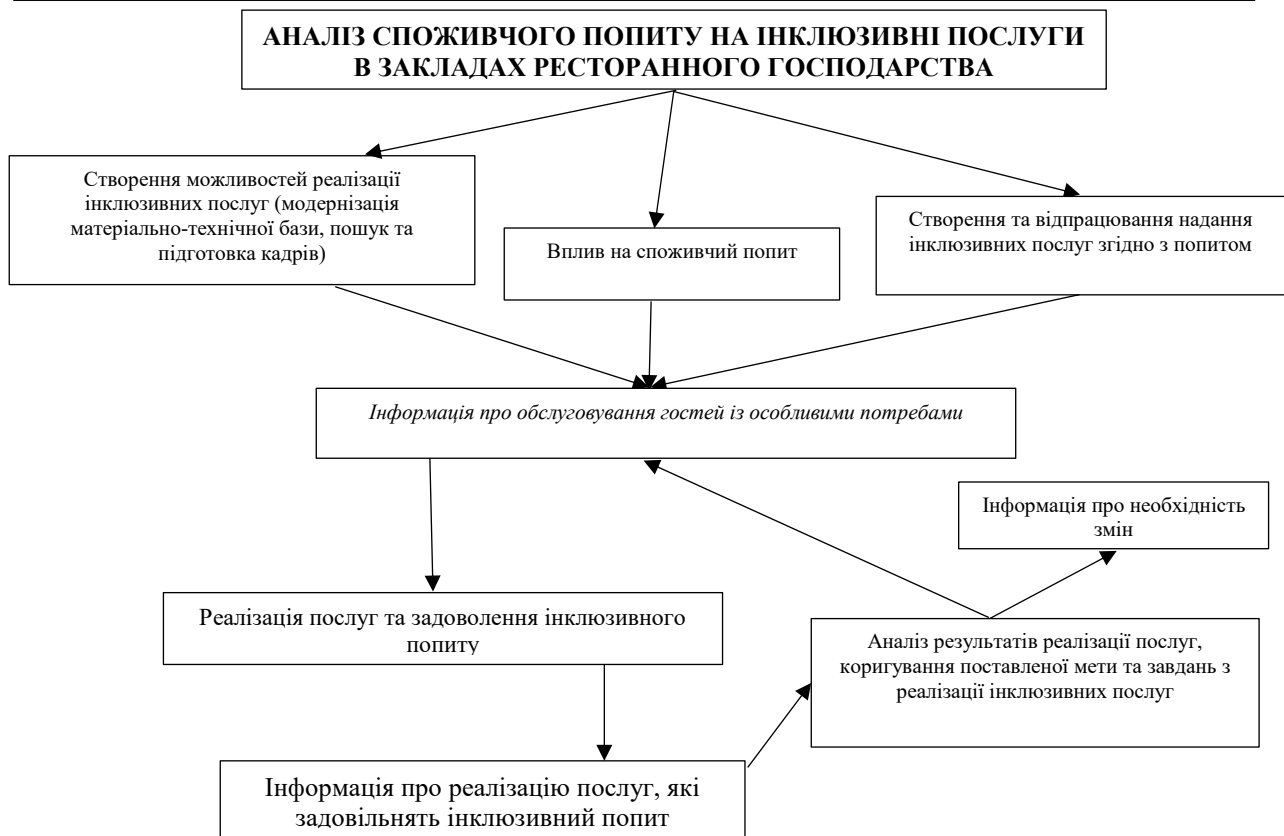 АНАЛІЗ СПОЖИВЧОГО ПОПИТУ НА ІНКЛЮЗИВНІ ПОСЛУГИ
В ЗАКЛАДАХ РЕСТОРАННОГО ГОСПОДАРСТВА
Створення можливостей реалізації
інклюзивних послуг (модернізація
матеріально-технічної бази, пошук та
підготовка кадрів)
Вплив на споживчий попит
Створення та відпрацювання надання
інклюзивних послуг згідно з попитом
Інформація про обслуговування гостей із особливими потребами
Інформація про необхідність
змін
Реалізація послуг та задоволення інклюзивного
попиту
Аналіз результатів реалізації послуг,
коригування поставленої мети та завдань з
реалізації інклюзивних послуг
Інформація про реалізацію послуг, які
задовільнять інклюзивний попит